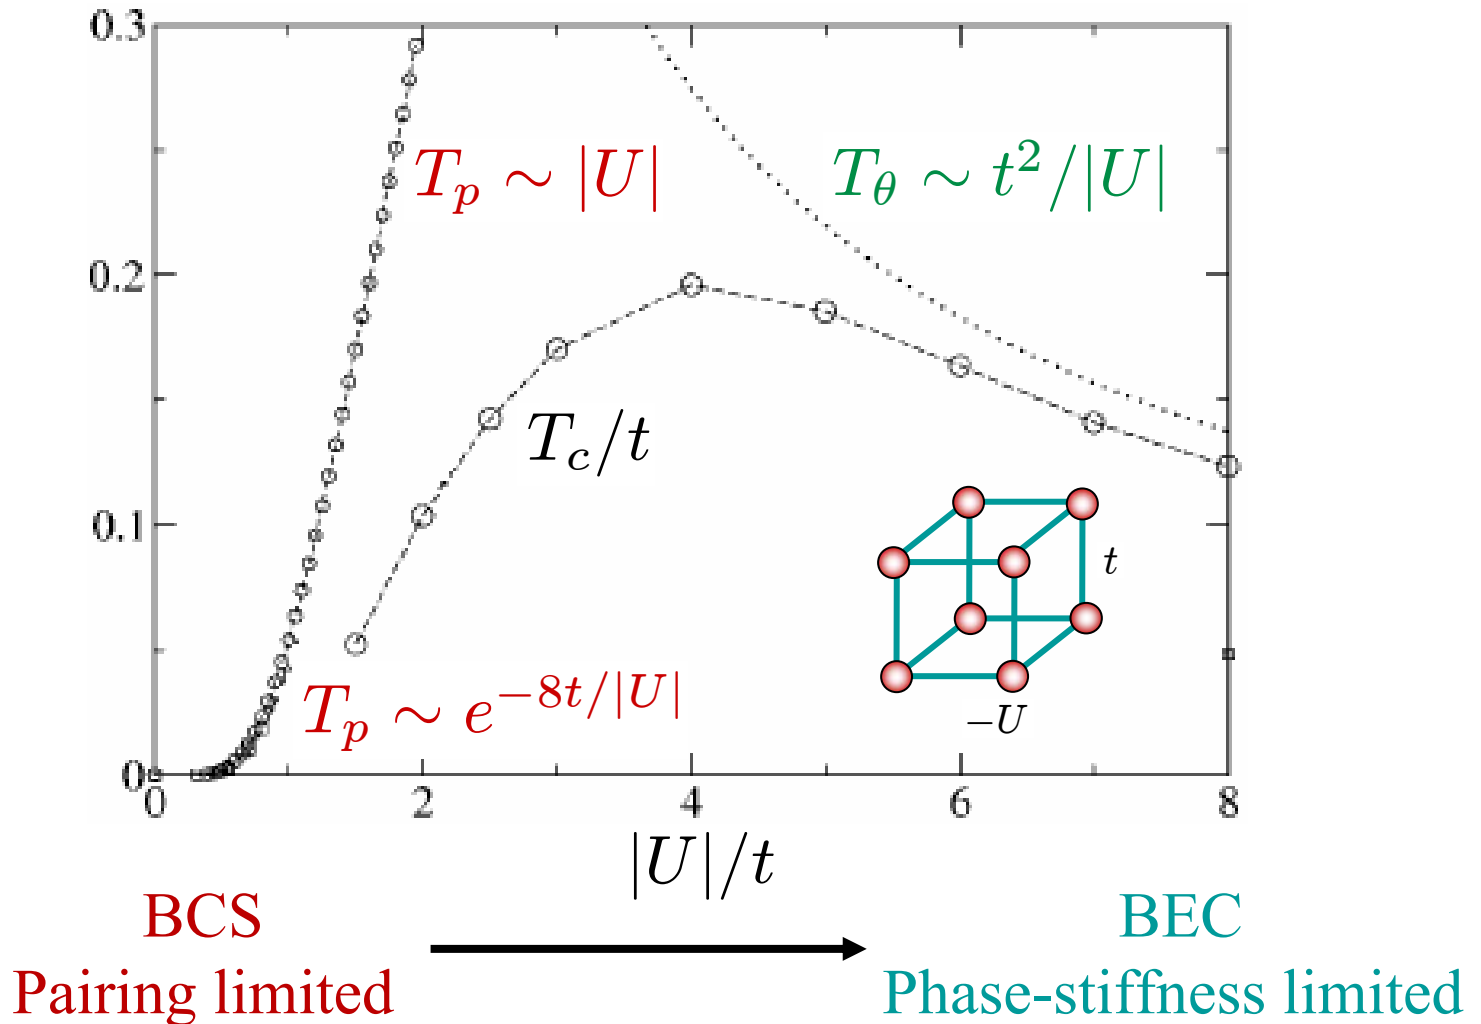 0.3
T_p ∼ |U|
T_θ ∼ t²/|U|
0.2
T_c/t
0.1
t
T_p ∼ e^{−8t/|U|}
−U
0
0 2 4 6 8
|U|/t
BCS
BEC
Pairing limited
Phase-stiffness limited